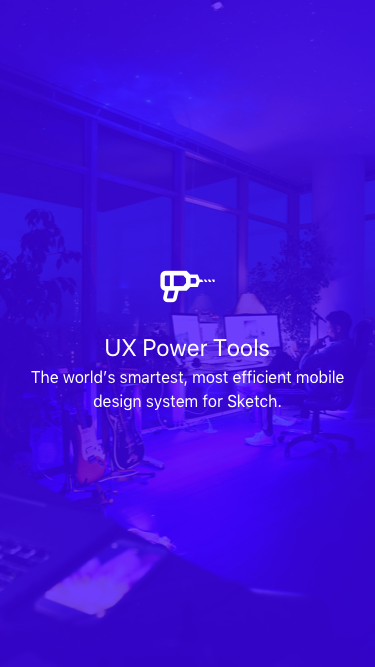 UX Power Tools
The world’s smartest, most efficient mobile
design system for Sketch.